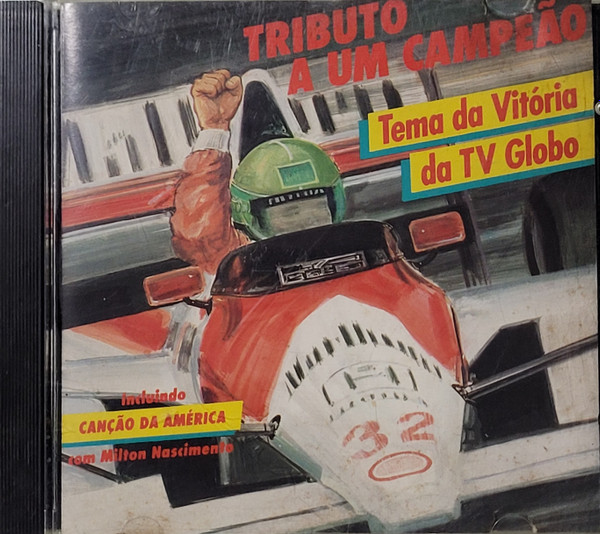 TRIBUTO
A UM CAMPEÃO
Tema da Vitória
da TV Globo
Incluindo
CANÇÃO DA AMÉRICA
com Milton Nascimento
32